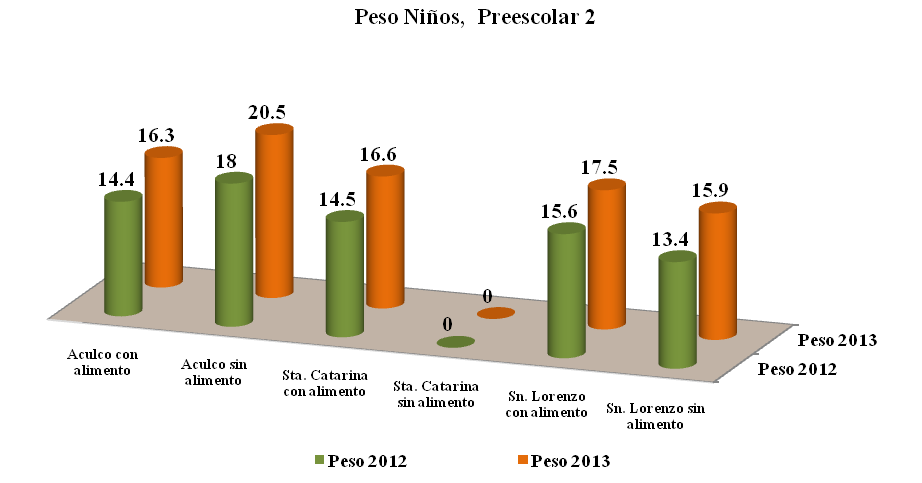 Peso Niños,  Preescolar 2
20.5
16.3
18
16.6
17.5
14.4
14.5
15.6
15.9
13.4
0
0
Peso 2013
Peso 2012
Aculco con
alimento
Aculco sin
alimento
Sta. Catarina
con alimento
Sta. Catarina
sin alimento
Sn. Lorenzo
con alimento
Sn. Lorenzo sin
alimento
Peso 2012
Peso 2013